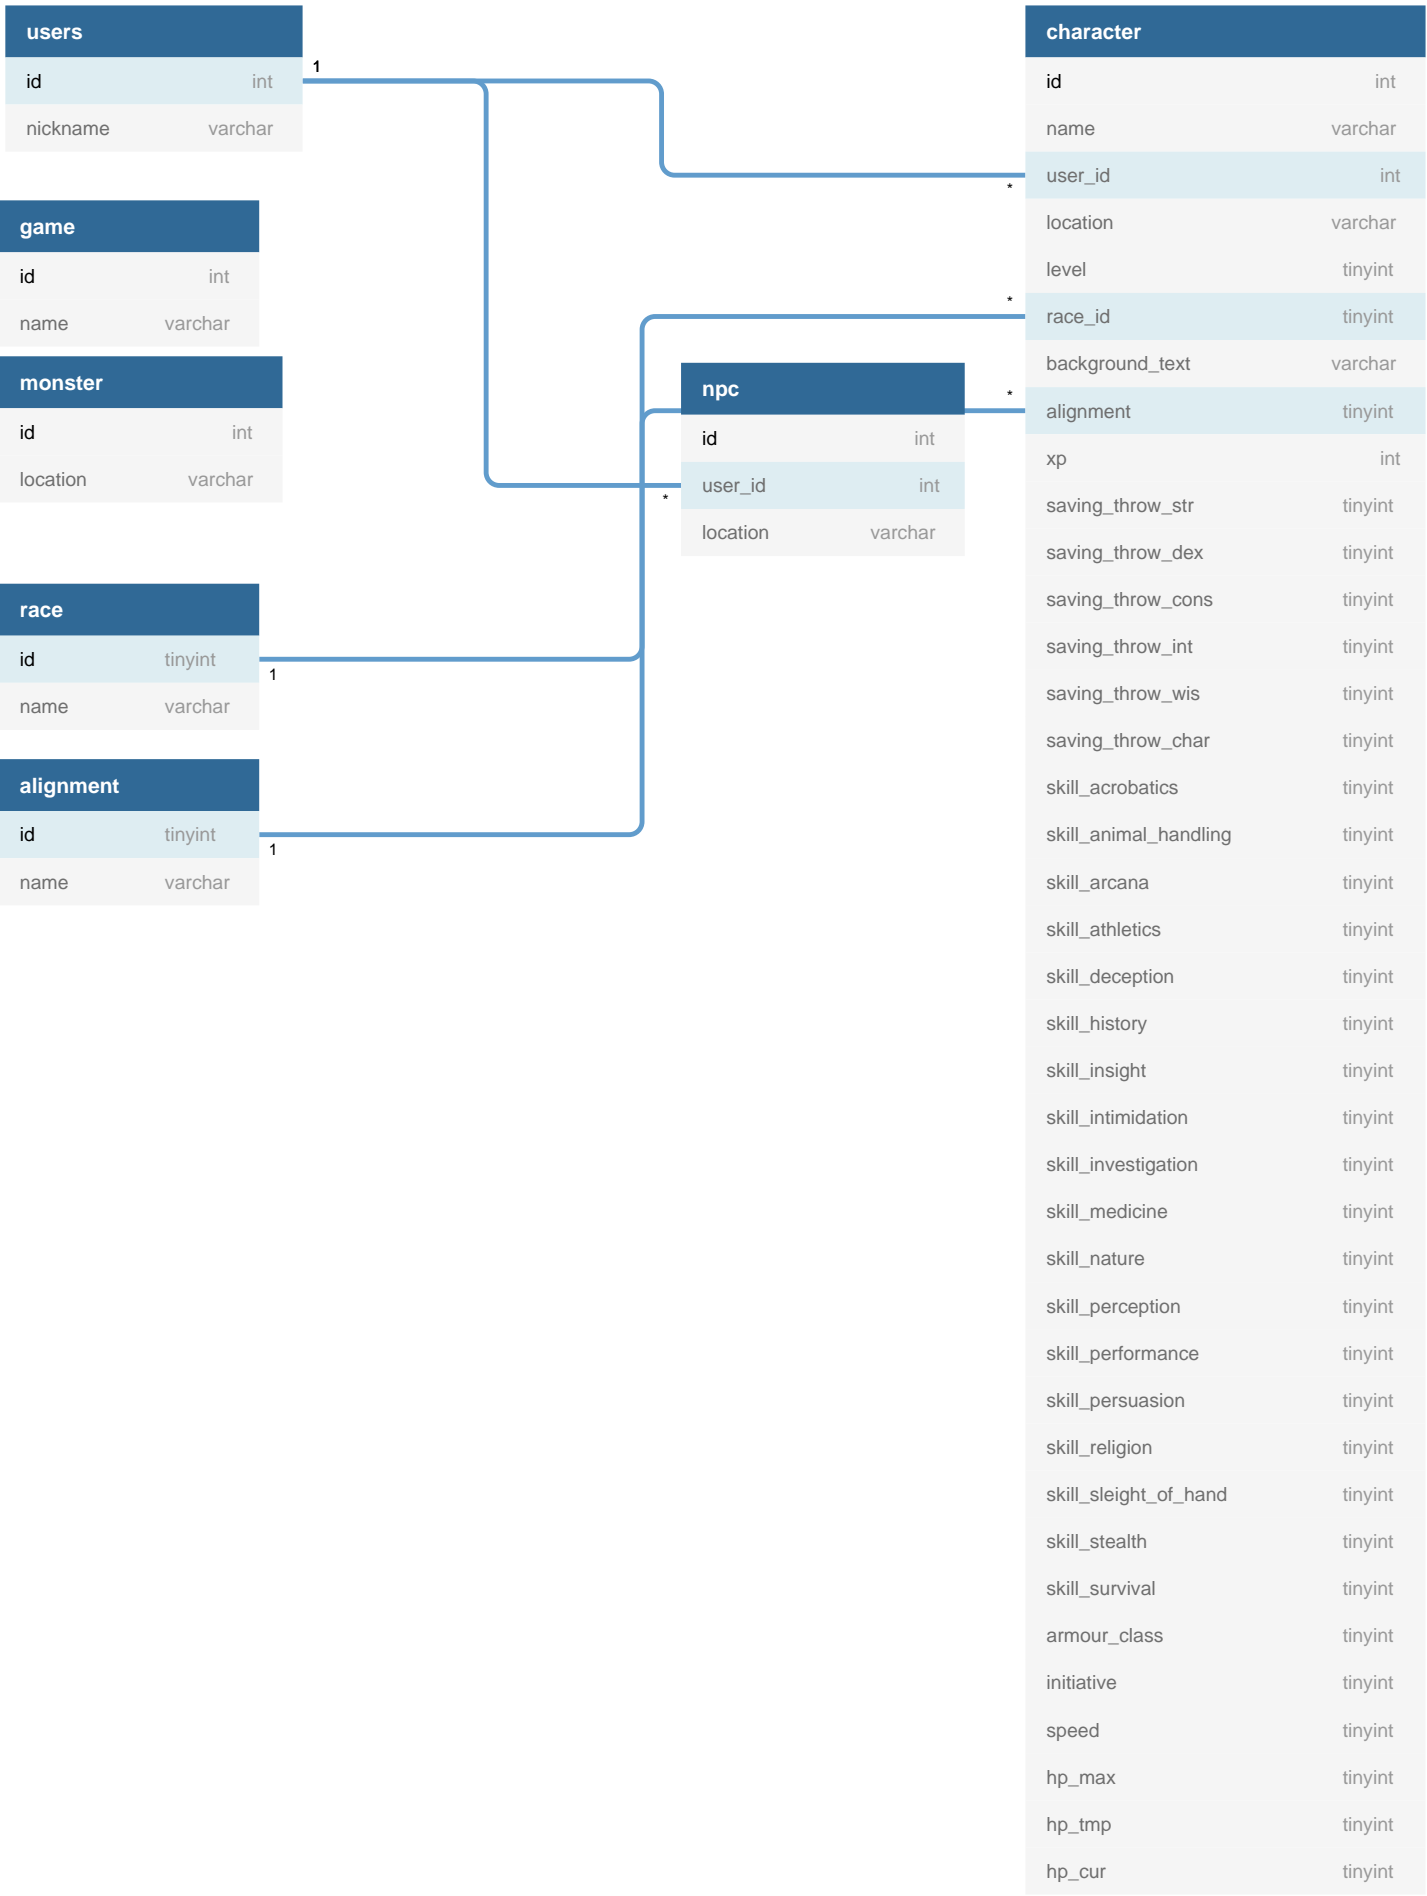 users
id int
nickname varchar
1
game
id int
name varchar
monster
id int
location varchar
race
id tinyint
name varchar
1
alignment
id tinyint
name varchar
1
npc
id int
user_id int
location varchar
*
character
id int
name varchar
user_id int
*
location varchar
level tinyint
*
race_id tinyint
background_text varchar
*
alignment tinyint
xp int
saving_throw_str tinyint
saving_throw_dex tinyint
saving_throw_cons tinyint
saving_throw_int tinyint
saving_throw_wis tinyint
saving_throw_char tinyint
skill_acrobatics tinyint
skill_animal_handling tinyint
skill_arcana tinyint
skill_athletics tinyint
skill_deception tinyint
skill_history tinyint
skill_insight tinyint
skill_intimidation tinyint
skill_investigation tinyint
skill_medicine tinyint
skill_nature tinyint
skill_perception tinyint
skill_performance tinyint
skill_persuasion tinyint
skill_religion tinyint
skill_sleight_of_hand tinyint
skill_stealth tinyint
skill_survival tinyint
armour_class tinyint
initiative tinyint
speed tinyint
hp_max tinyint
hp_tmp tinyint
hp_cur tinyint